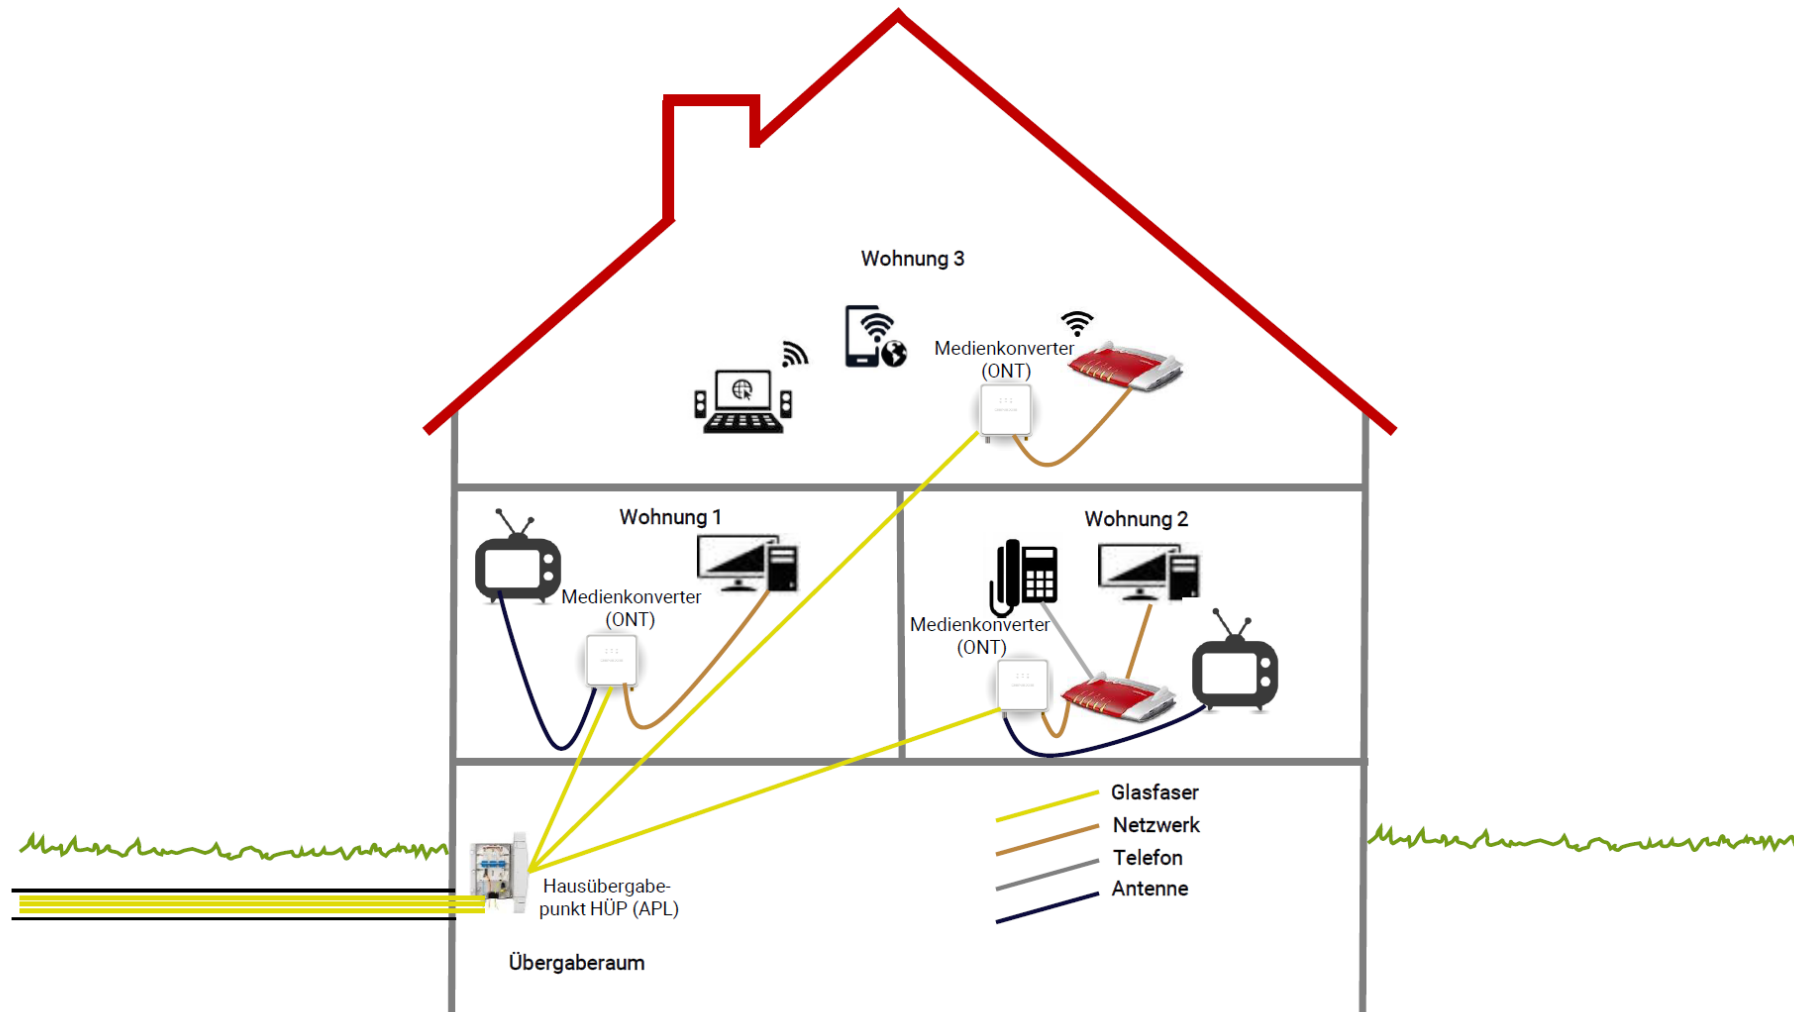 Wohnung 3
Medienkonverter
(ONT)
Wohnung 1
Medienkonverter
(ONT)
Wohnung 2
Medienkonverter
(ONT)
Glasfaser
Netzwerk
Telefon
Antenne
Hausübergabe-
punkt HÜP (APL)
Übergaberaum